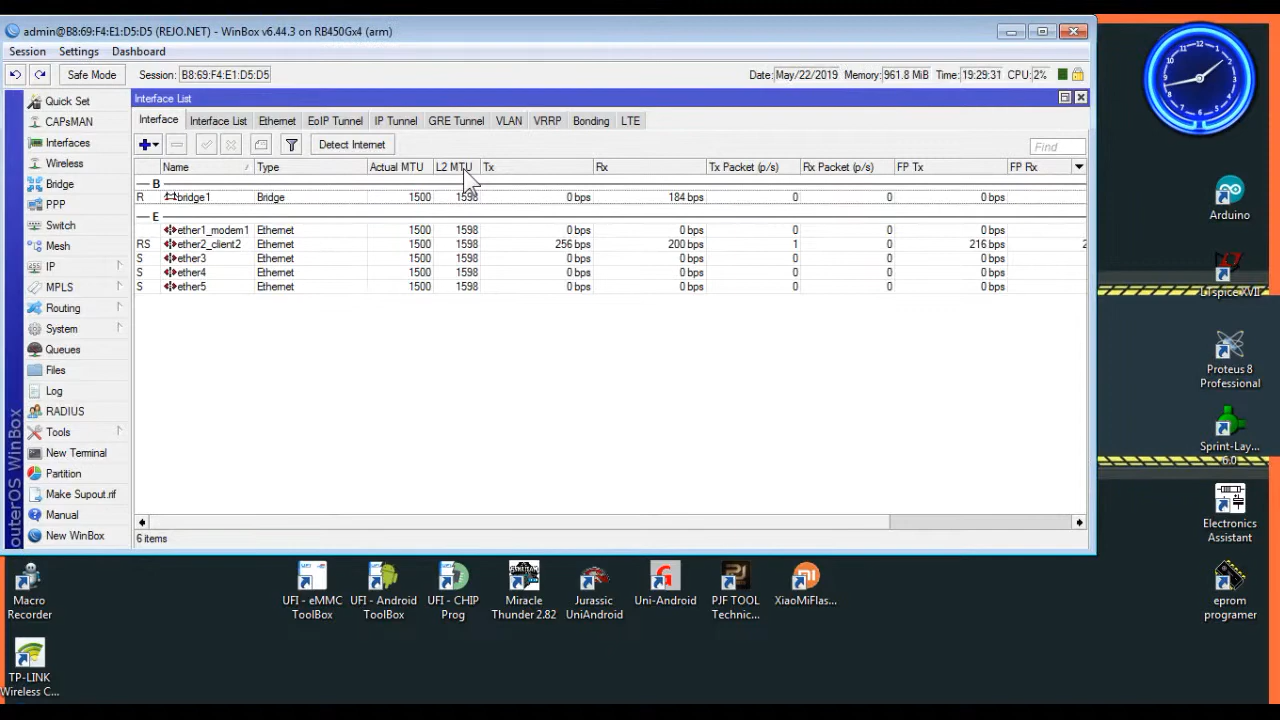 admin@B8:69:F4:E1:D5:D5 (REJO.NET) - WinBox v6.44.3 on RB450Gx4 (arm)
Session Settings Dashboard
Safe Mode Session: B8:69:F4:E1:D5:D5 Date: May/22/2019 Memory: 961.8 MiB Time: 19:29:31 CPU: 2%
Quick Set
CAPsMAN
Interfaces
Wireless
Bridge
PPP
Switch
Mesh
IP
MPLS
Routing
System
Queues
Files
Log
RADIUS
Tools
New Terminal
Partition
Make Supout.rif
Manual
New WinBox
outerOS WinBox
Interface List
Interface Interface List Ethernet EoIP Tunnel IP Tunnel GRE Tunnel VLAN VRRP Bonding LTE
Detect Internet Find
Name Type Actual MTU L2 MTU Tx Rx Tx Packet (p/s) Rx Packet (p/s) FP Tx FP Rx
B
R bridge1 Bridge 1500 1598 0 bps 184 bps 0 0 0 bps
E
ether1_modem1 Ethernet 1500 1598 0 bps 0 bps 0 0 0 bps
RS ether2_client2 Ethernet 1500 1598 256 bps 200 bps 1 0 216 bps 2
S ether3 Ethernet 1500 1598 0 bps 0 bps 0 0 0 bps
S ether4 Ethernet 1500 1598 0 bps 0 bps 0 0 0 bps
S ether5 Ethernet 1500 1598 0 bps 0 bps 0 0 0 bps
6 items
Arduino
LTspice XVII
Proteus 8
Professional
Sprint-Lay...
6.0
Electronics
Assistant
eprom
programer
Macro
Recorder
UFI - eMMC
ToolBox
UFI - Android
ToolBox
UFI - CHIP
Prog
Miracle
Thunder 2.82
Jurassic
UniAndroid
Uni-Android
PJF TOOL
Technic...
XiaoMiFlas...
TP-LINK
Wireless C...